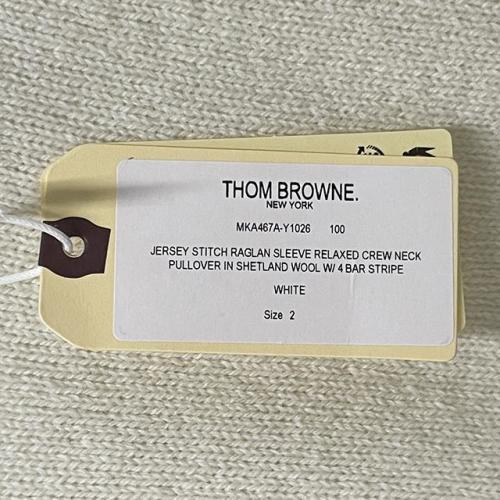 THOM BROWNE.
NEW YORK
MKA467A-Y1026 100
JERSEY STITCH RAGLAN SLEEVE RELAXED CREW NECK
PULLOVER IN SHETLAND WOOL W/ 4 BAR STRIPE
WHITE
Size 2